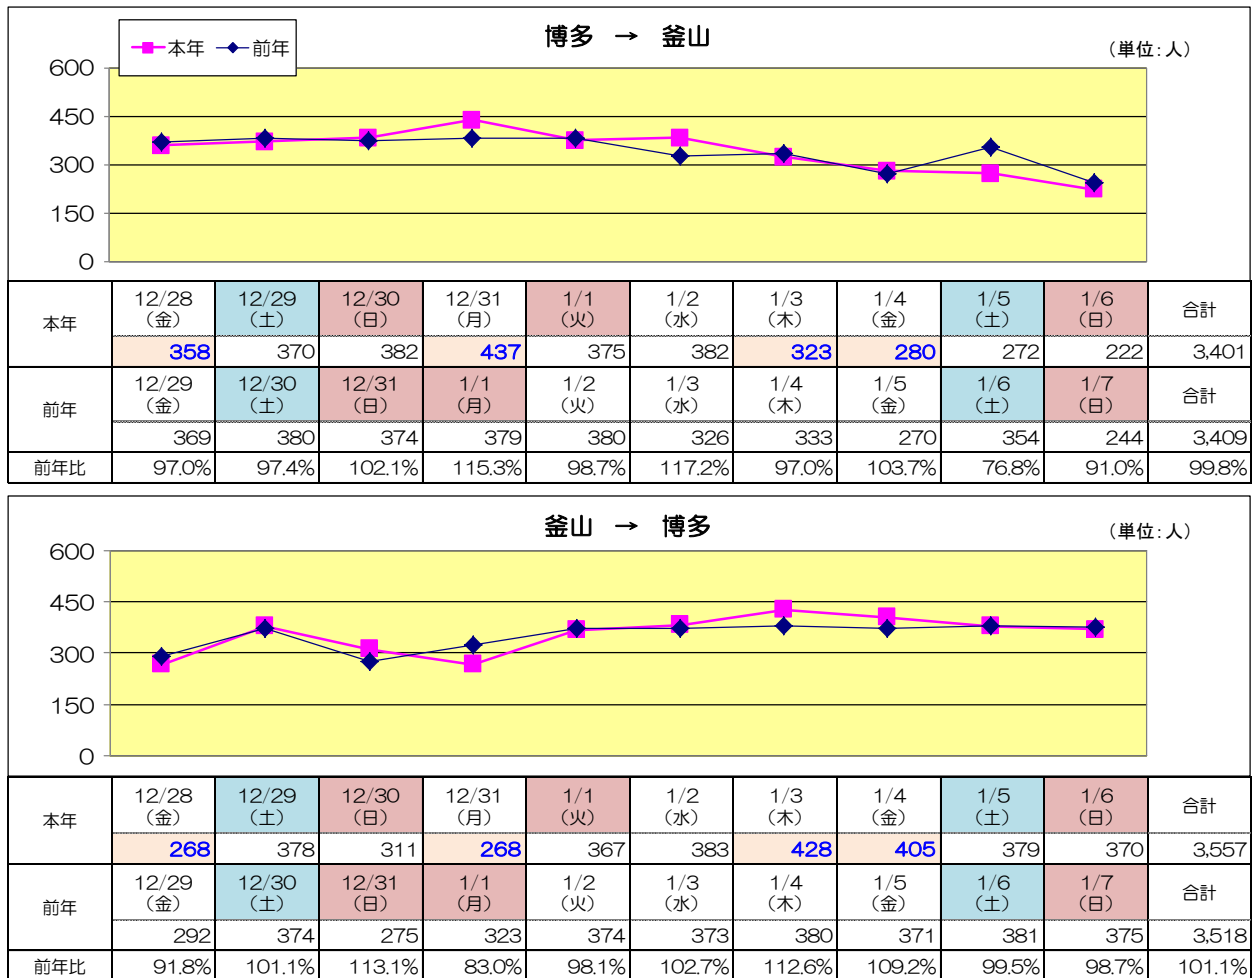 博多 → 釜山
本年 前年
（単位：人）
600
450
300
150
0
本年 12/28（金） 12/29（土） 12/30（日） 12/31（月） 1/1（火） 1/2（水） 1/3（木） 1/4（金） 1/5（土） 1/6（日） 合計
358 370 382 437 375 382 323 280 272 222 3,401
前年 12/29（金） 12/30（土） 12/31（日） 1/1（月） 1/2（火） 1/3（水） 1/4（木） 1/5（金） 1/6（土） 1/7（日） 合計
369 380 374 379 380 326 333 270 354 244 3,409
前年比 97.0% 97.4% 102.1% 115.3% 98.7% 117.2% 97.0% 103.7% 76.8% 91.0% 99.8%
釜山 → 博多
（単位：人）
600
450
300
150
0
本年 12/28（金） 12/29（土） 12/30（日） 12/31（月） 1/1（火） 1/2（水） 1/3（木） 1/4（金） 1/5（土） 1/6（日） 合計
268 378 311 268 367 383 428 405 379 370 3,557
前年 12/29（金） 12/30（土） 12/31（日） 1/1（月） 1/2（火） 1/3（水） 1/4（木） 1/5（金） 1/6（土） 1/7（日） 合計
292 374 275 323 374 373 380 371 381 375 3,518
前年比 91.8% 101.1% 113.1% 83.0% 98.1% 102.7% 112.6% 109.2% 99.5% 98.7% 101.1%